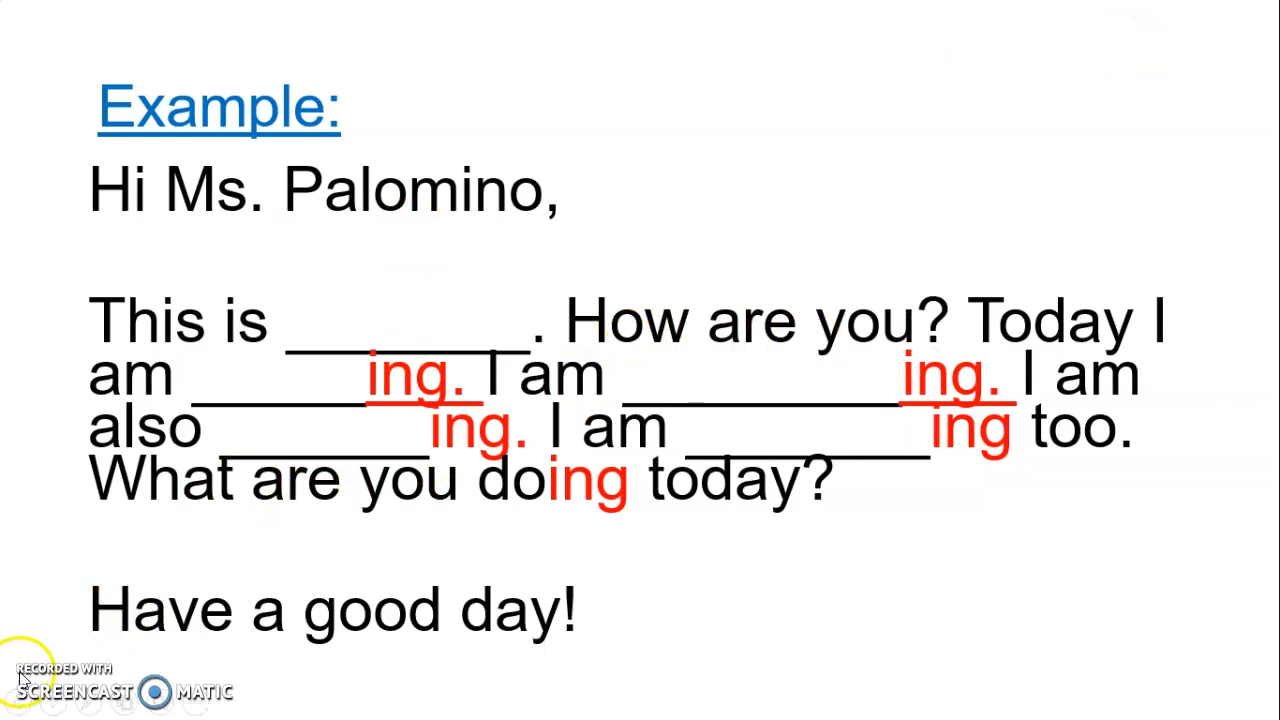 Example:
Hi Ms. Palomino,
This is ________. How are you? Today I
am ______ing. I am _________ing. I am
also _______ing. I am ________ing too.
What are you doing today?
Have a good day!
RECORDED WITH
SCREENCAST MATIC